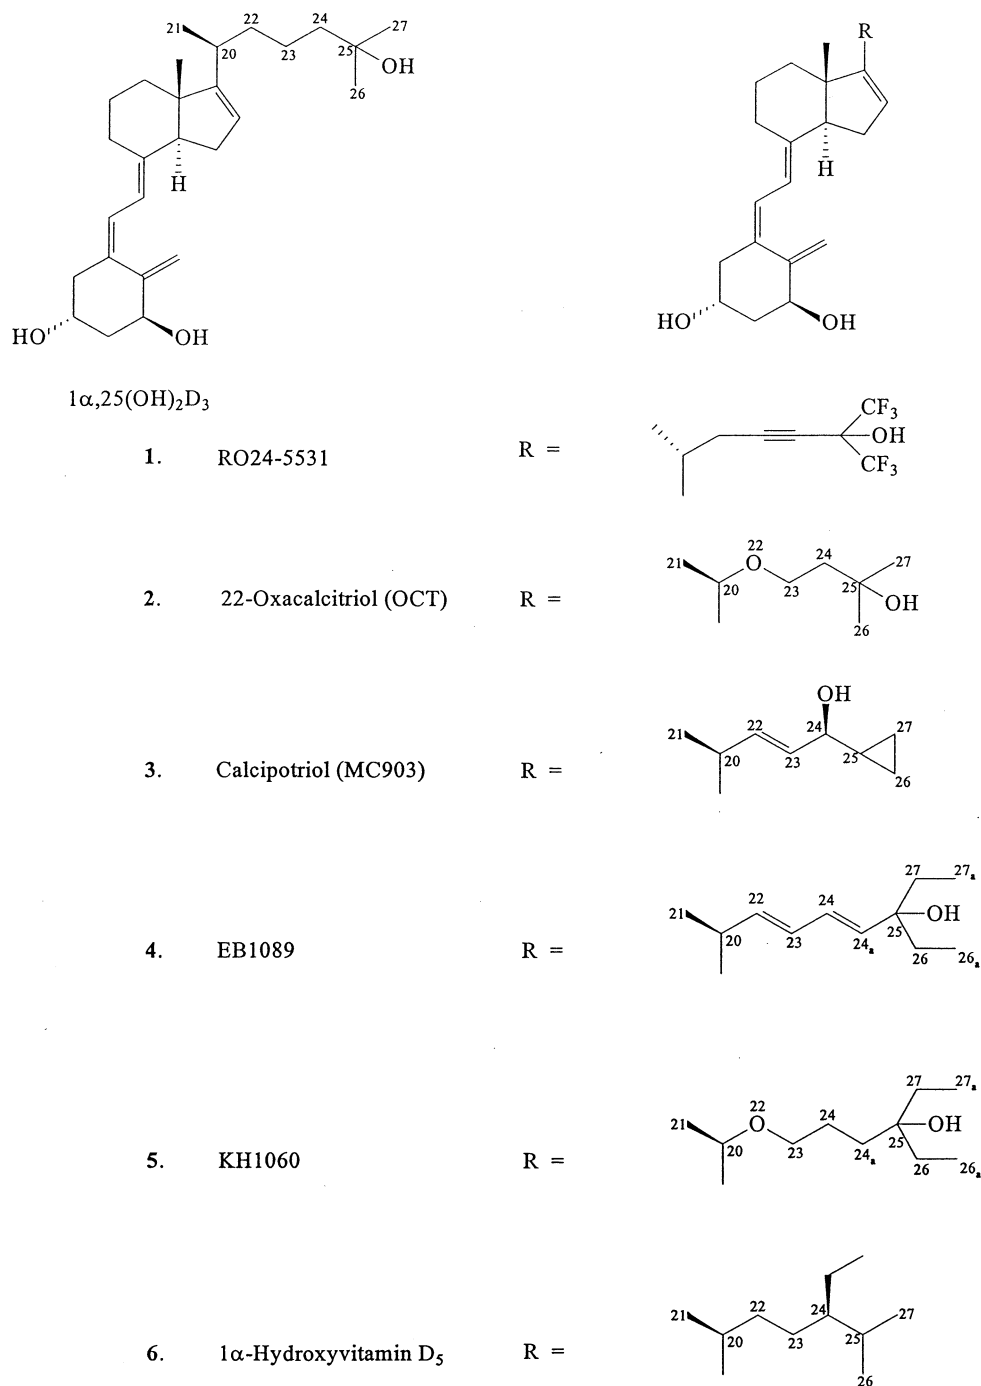 21 22 24 27
20 23 25 OH
26
H
HO OH
R
H
HO OH
1α,25(OH)₂D₃
1. RO24-5531 R = CF₃ OH CF₃
2. 22-Oxacalcitriol (OCT) R = 21 20 O 22 23 24 25 OH 26 27
3. Calcipotriol (MC903) R = 21 20 22 23 24 OH 25 26 27
4. EB1089 R = 21 20 22 23 24 24a 25 OH 26 26a 27 27a
5. KH1060 R = 21 20 O 22 23 24 24a 25 OH 26 26a 27 27a
6. 1α-Hydroxyvitamin D₅ R = 21 20 22 23 24 25 26 27